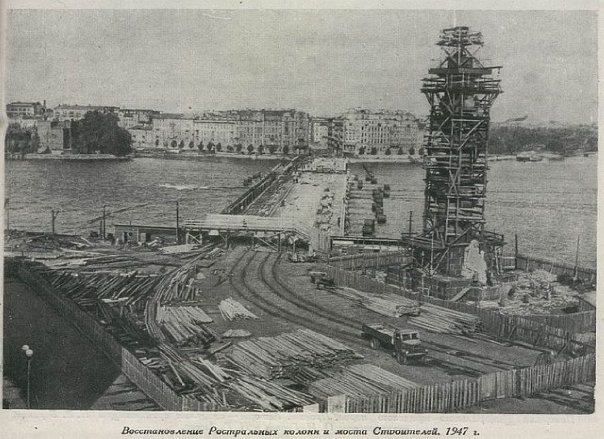 Восстановление Ростральных колонн и моста Строителей, 1947 г.